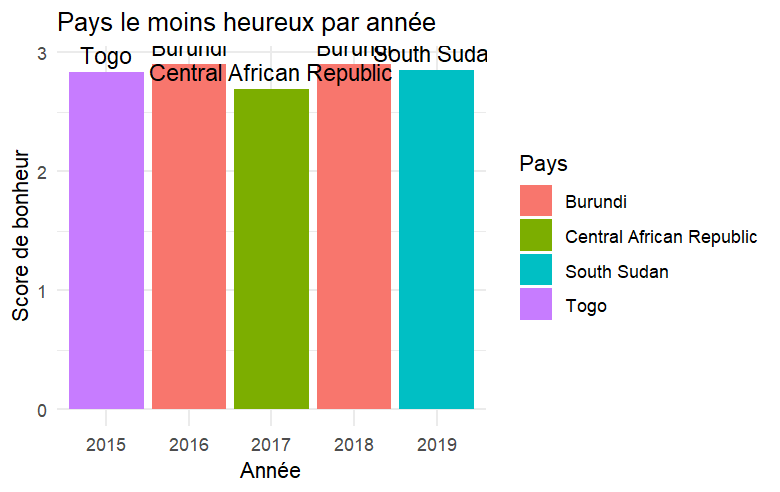 Pays le moins heureux par année
Score de bonheur
3
2
1
0
Togo
Burundi
Central African Republic
Burundi
South Suda
2015 2016 2017 2018 2019
Année
Pays
Burundi
Central African Republic
South Sudan
Togo